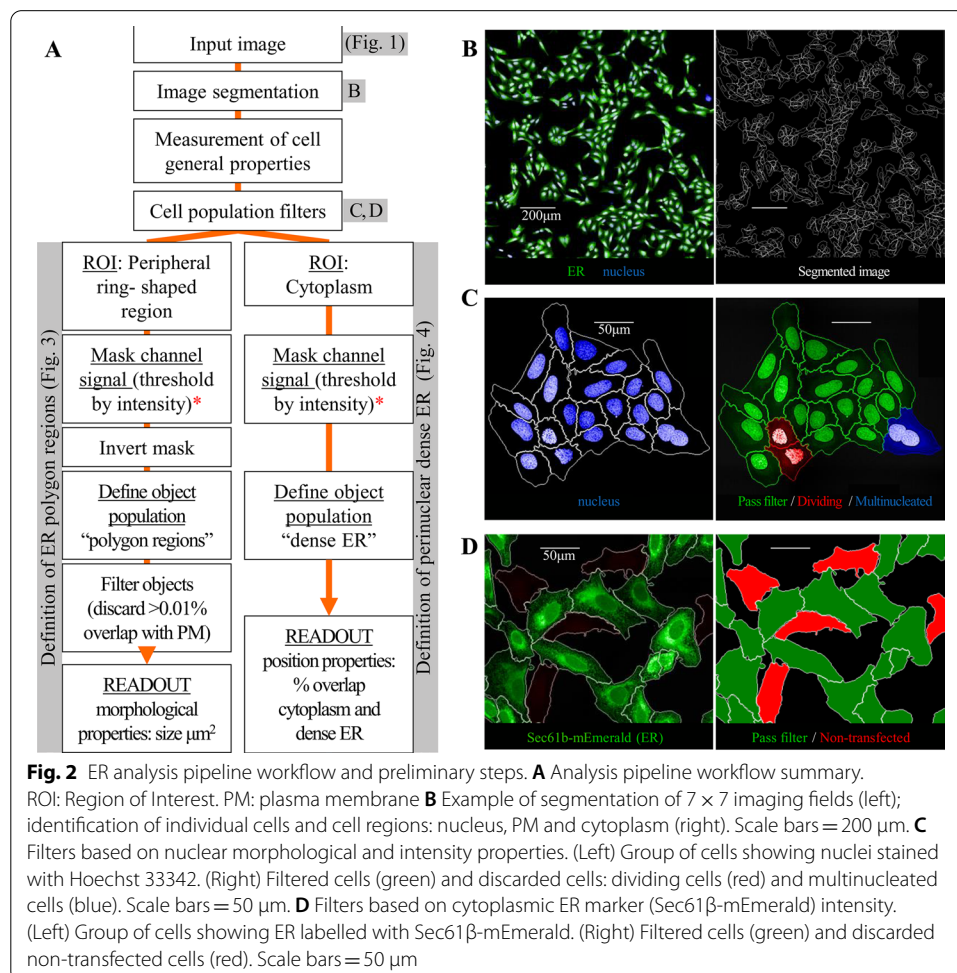 A
Input image
(Fig. 1)
Image segmentation
B
Measurement of cell
general properties
Cell population filters
C, D
Definition of ER polygon regions (Fig. 3)
ROI: Peripheral
ring- shaped
region
Mask channel
signal (threshold
by intensity)*
Invert mask
Define object
population
“polygon regions”
Filter objects
(discard >0.01%
overlap with PM)
READOUT
morphological
properties: size μm²
ROI:
Cytoplasm
Mask channel
signal (threshold
by intensity)*
Define object
population
“dense ER”
READOUT
position properties:
% overlap
cytoplasm and
dense ER
Definition of perinuclear dense ER (Fig. 4)
B
200μm
ER nucleus
Segmented image
C
50μm
nucleus
Pass filter / Dividing / Multinucleated
D
50μm
Sec61b-mEmerald (ER)
Pass filter / Non-transfected
Fig. 2 ER analysis pipeline workflow and preliminary steps. A Analysis pipeline workflow summary.
ROI: Region of Interest. PM: plasma membrane B Example of segmentation of 7 × 7 imaging fields (left);
identification of individual cells and cell regions: nucleus, PM and cytoplasm (right). Scale bars = 200 μm. C
Filters based on nuclear morphological and intensity properties. (Left) Group of cells showing nuclei stained
with Hoechst 33342. (Right) Filtered cells (green) and discarded cells: dividing cells (red) and multinucleated
cells (blue). Scale bars = 50 μm. D Filters based on cytoplasmic ER marker (Sec61β-mEmerald) intensity.
(Left) Group of cells showing ER labelled with Sec61β-mEmerald. (Right) Filtered cells (green) and discarded
non-transfected cells (red). Scale bars = 50 μm